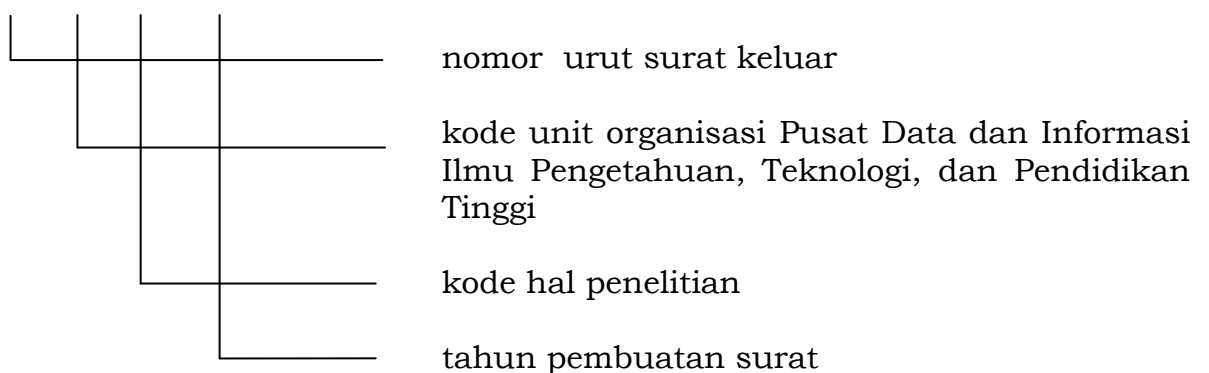 nomor urut surat keluar
kode unit organisasi Pusat Data dan Informasi
Ilmu Pengetahuan, Teknologi, dan Pendidikan
Tinggi
kode hal penelitian
tahun pembuatan surat